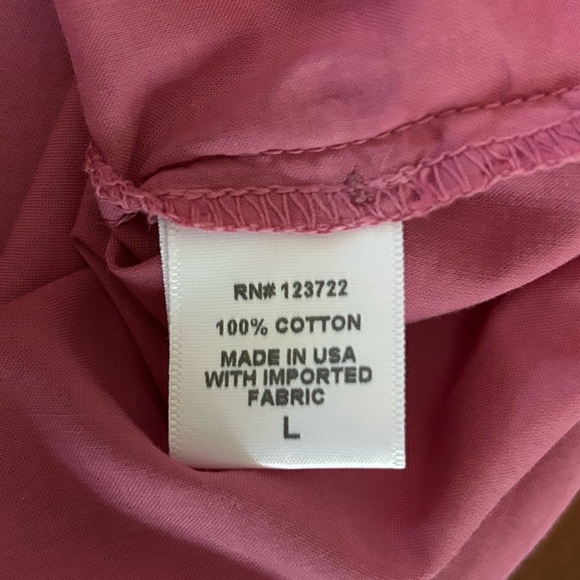 RN# 123722
100% COTTON
MADE IN USA
WITH IMPORTED
FABRIC
L